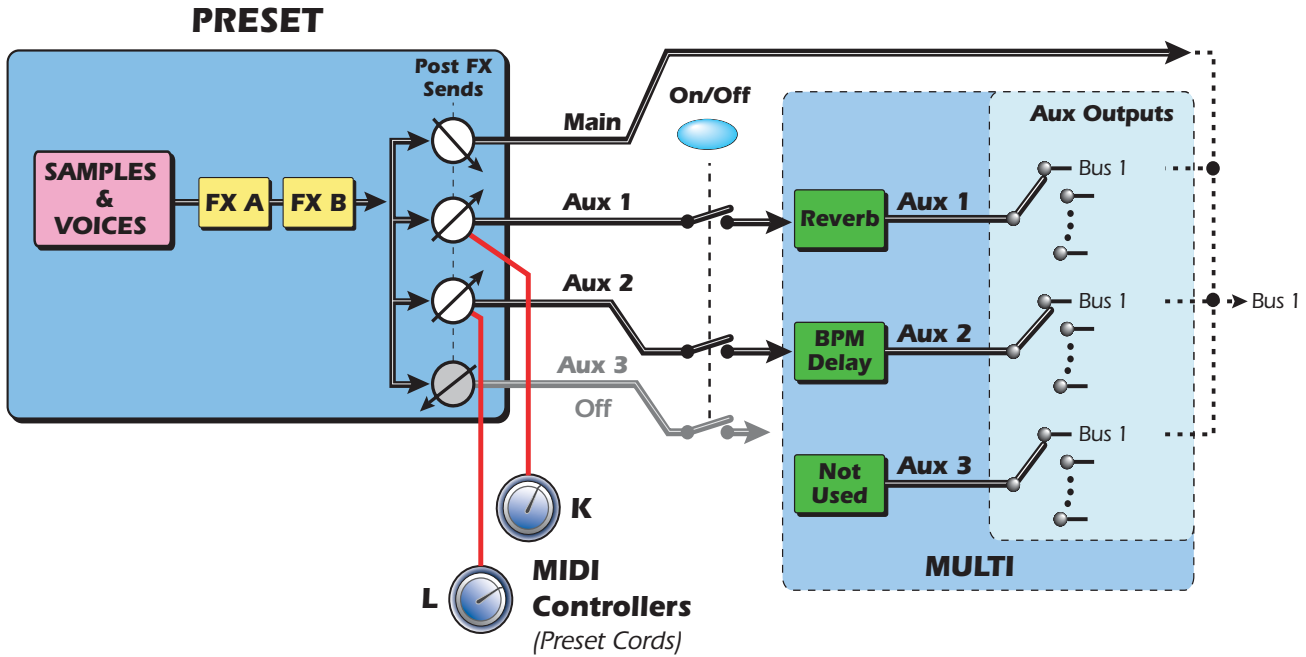 PRESET
Post FX
Sends
SAMPLES
&
VOICES
FX A
FX B
Main
Aux 1
Aux 2
Aux 3
Off
On/Off
Aux Outputs
Reverb
Aux 1
Bus 1
BPM
Delay
Aux 2
Bus 1
Bus 1
Not
Used
Aux 3
Bus 1
MULTI
K
L
MIDI
Controllers
(Preset Cords)